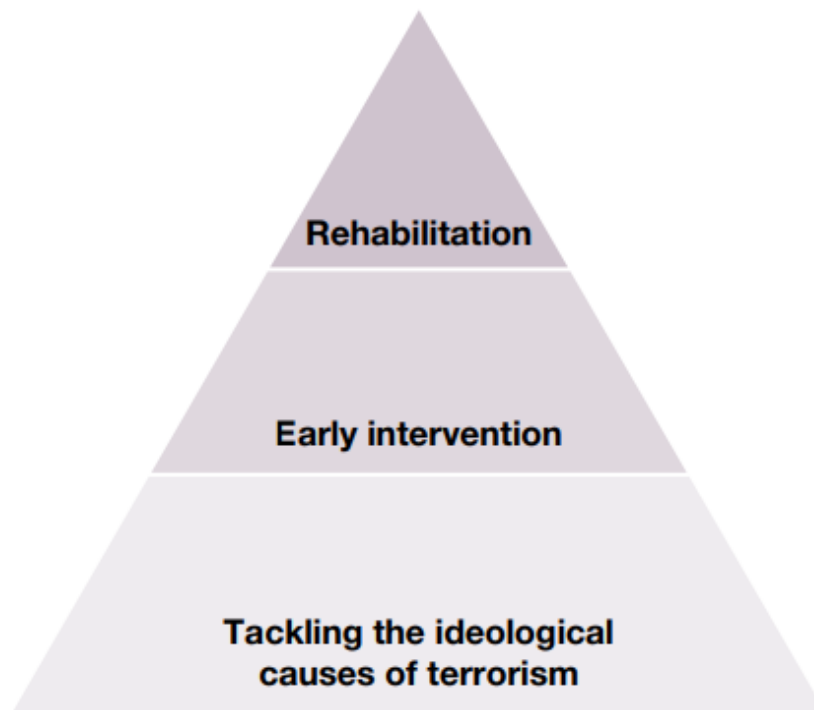 Rehabilitation
Early intervention
Tackling the ideological
causes of terrorism